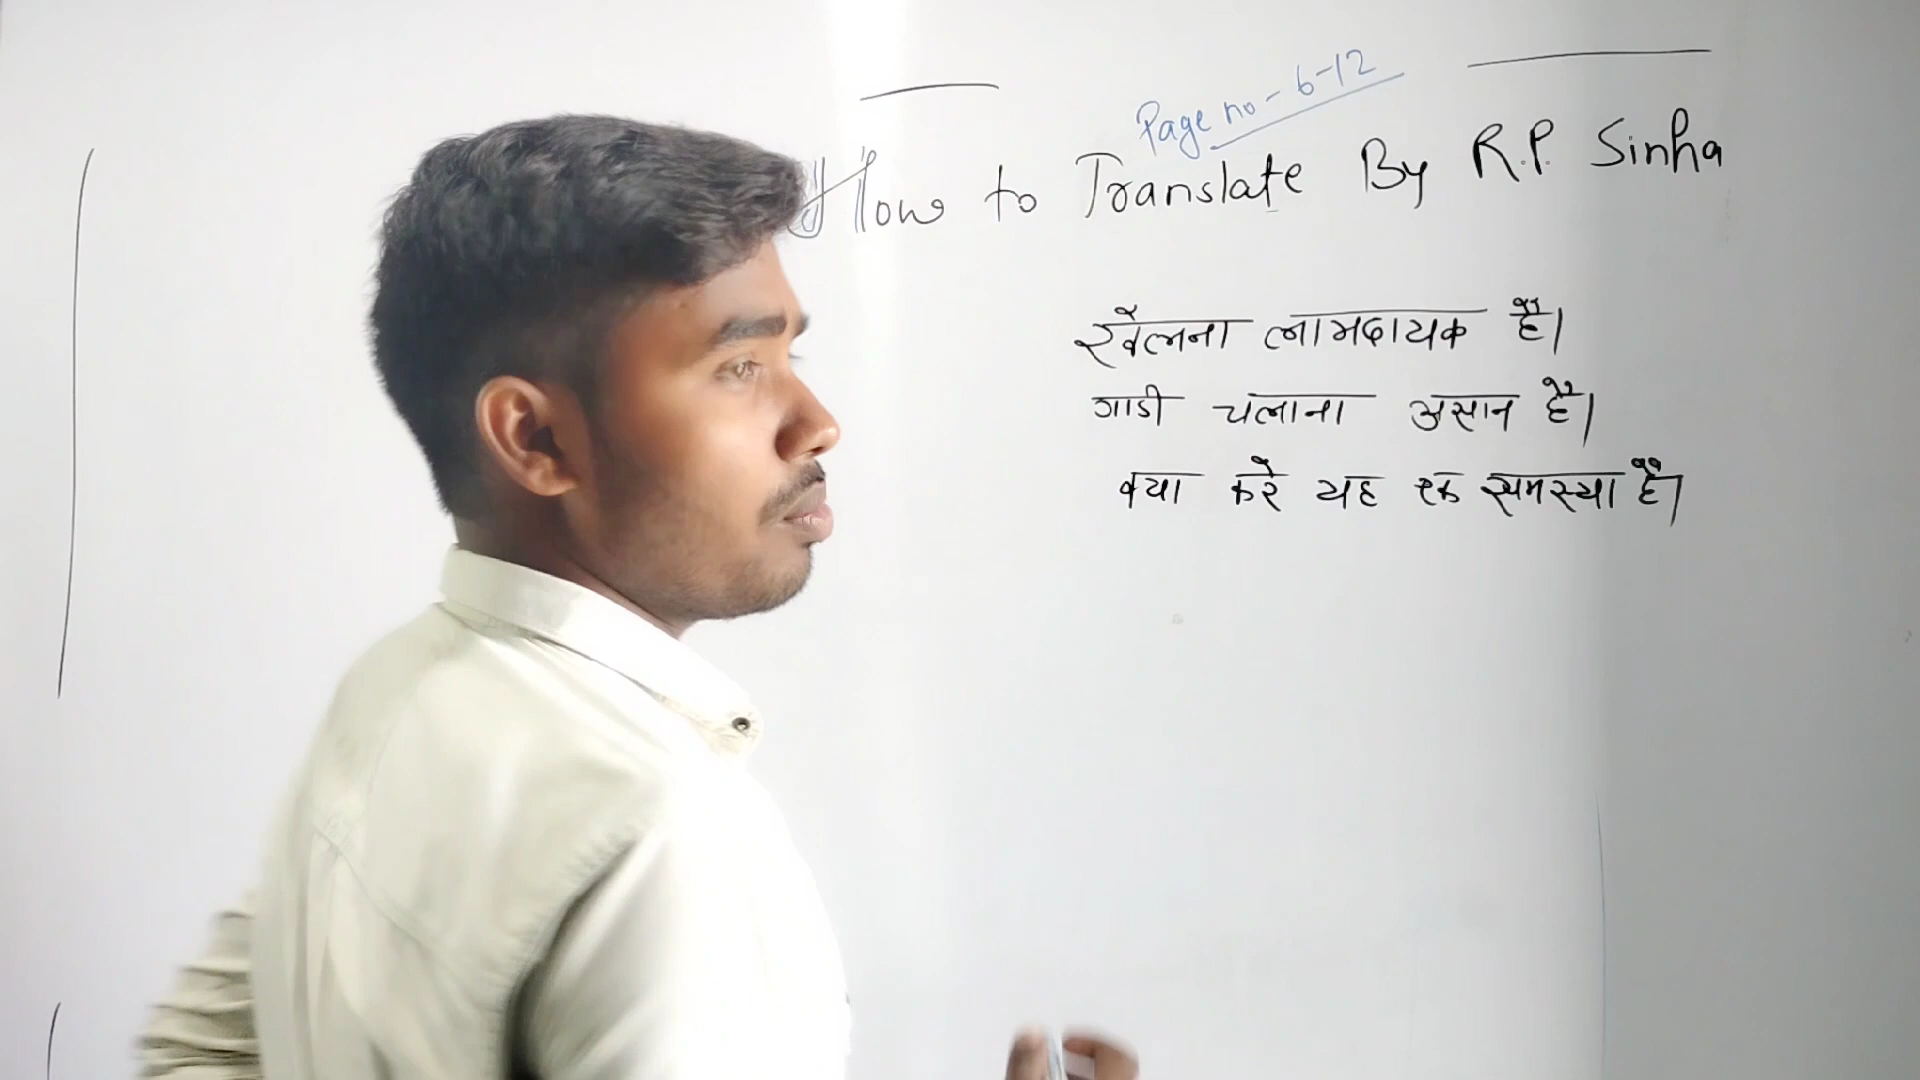 Page no - 6-12
How to Translate By R.P. Sinha
खेलना लाभदायक है।
गाडी चलाना असान है।
क्या करे यह एक समस्या है।